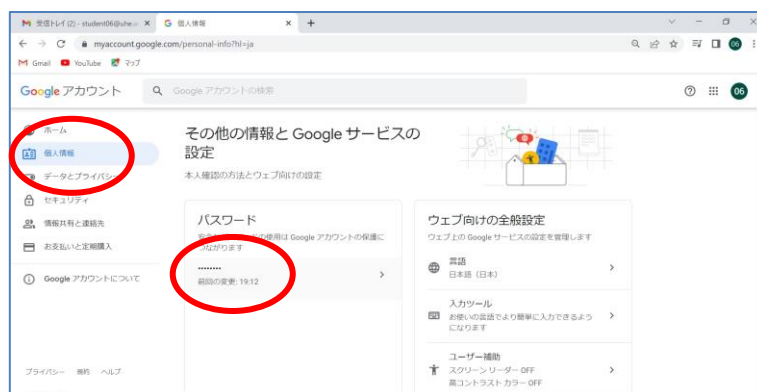 受信トレイ (2) - student06@uhe.
個人情報
myaccount.google.com/personal-info?hl=ja
Gmail YouTube マップ
Google アカウント
Google アカウントの検索
06
ホーム
個人情報
データとプライバシー
セキュリティ
情報共有と連絡先
お支払いと定期購入
Google アカウントについて
プライバシー 規約 ヘルプ
その他の情報と Google サービスの
設定
本人確認の方法とウェブ向けの設定
パスワード
の使用は Google アカウントの保護に
つながります
••••••••
前回の変更: 19:12
ウェブ向けの全般設定
ウェブ上の Google サービスの設定を管理します
言語
日本語 (日本)
入力ツール
お使いの言語でより簡単に入力できるよう
になります
ユーザー補助
スクリーン リーダー OFF
高コントラスト カラー OFF